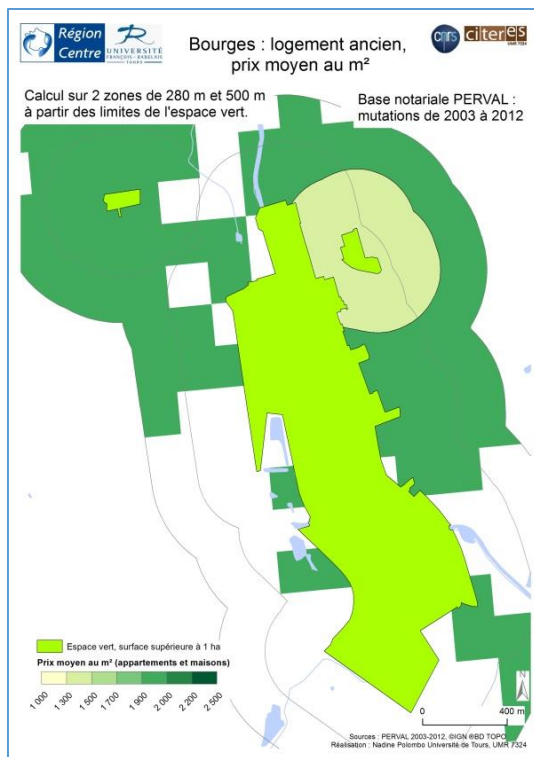 Région
Centre
UNIVERSITÉ
FRANÇOIS - RABELAIS
TOURS
Bourges : logement ancien,
prix moyen au m²
cnrs
citeres
UMR 7324
Calcul sur 2 zones de 280 m et 500 m
à partir des limites de l'espace vert.
Base notariale PERVAL :
mutations de 2003 à 2012
Espace vert, surface supérieure à 1 ha
Prix moyen au m² (appartements et maisons)
1 000
1 300
1 500
1 700
1 900
2 000
2 200
2 500
N
0
400 m
Sources : PERVAL 2003-2012, ©IGN ®BD TOPO
Réalisation : Nadine Polombo Université de Tours, UMR 7324